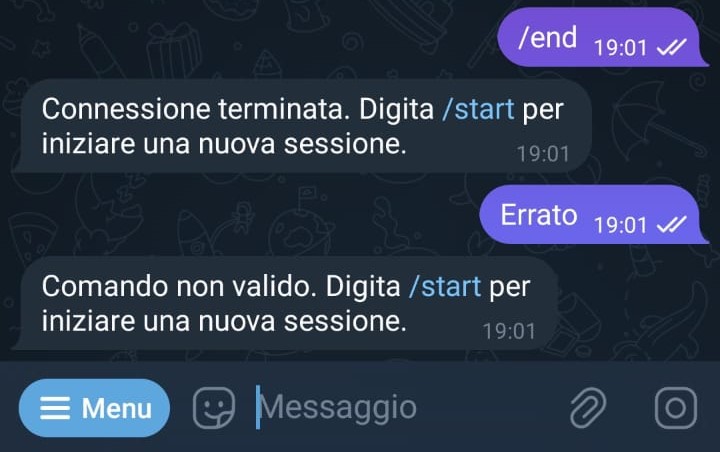 /end 19:01
Connessione terminata. Digita /start per
iniziare una nuova sessione. 19:01
Errato 19:01
Comando non valido. Digita /start per
iniziare una nuova sessione. 19:01
Menu Messaggio